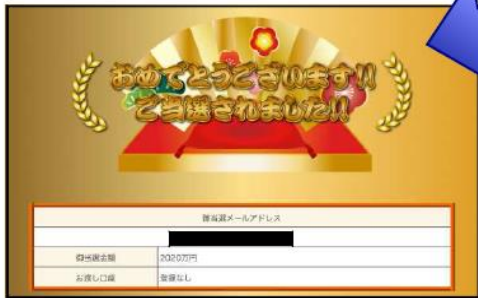 おめでとうございます!!
ご当選されました!!
御当選メールアドレス
御当選金額 2020万円
お渡し口座 登録なし